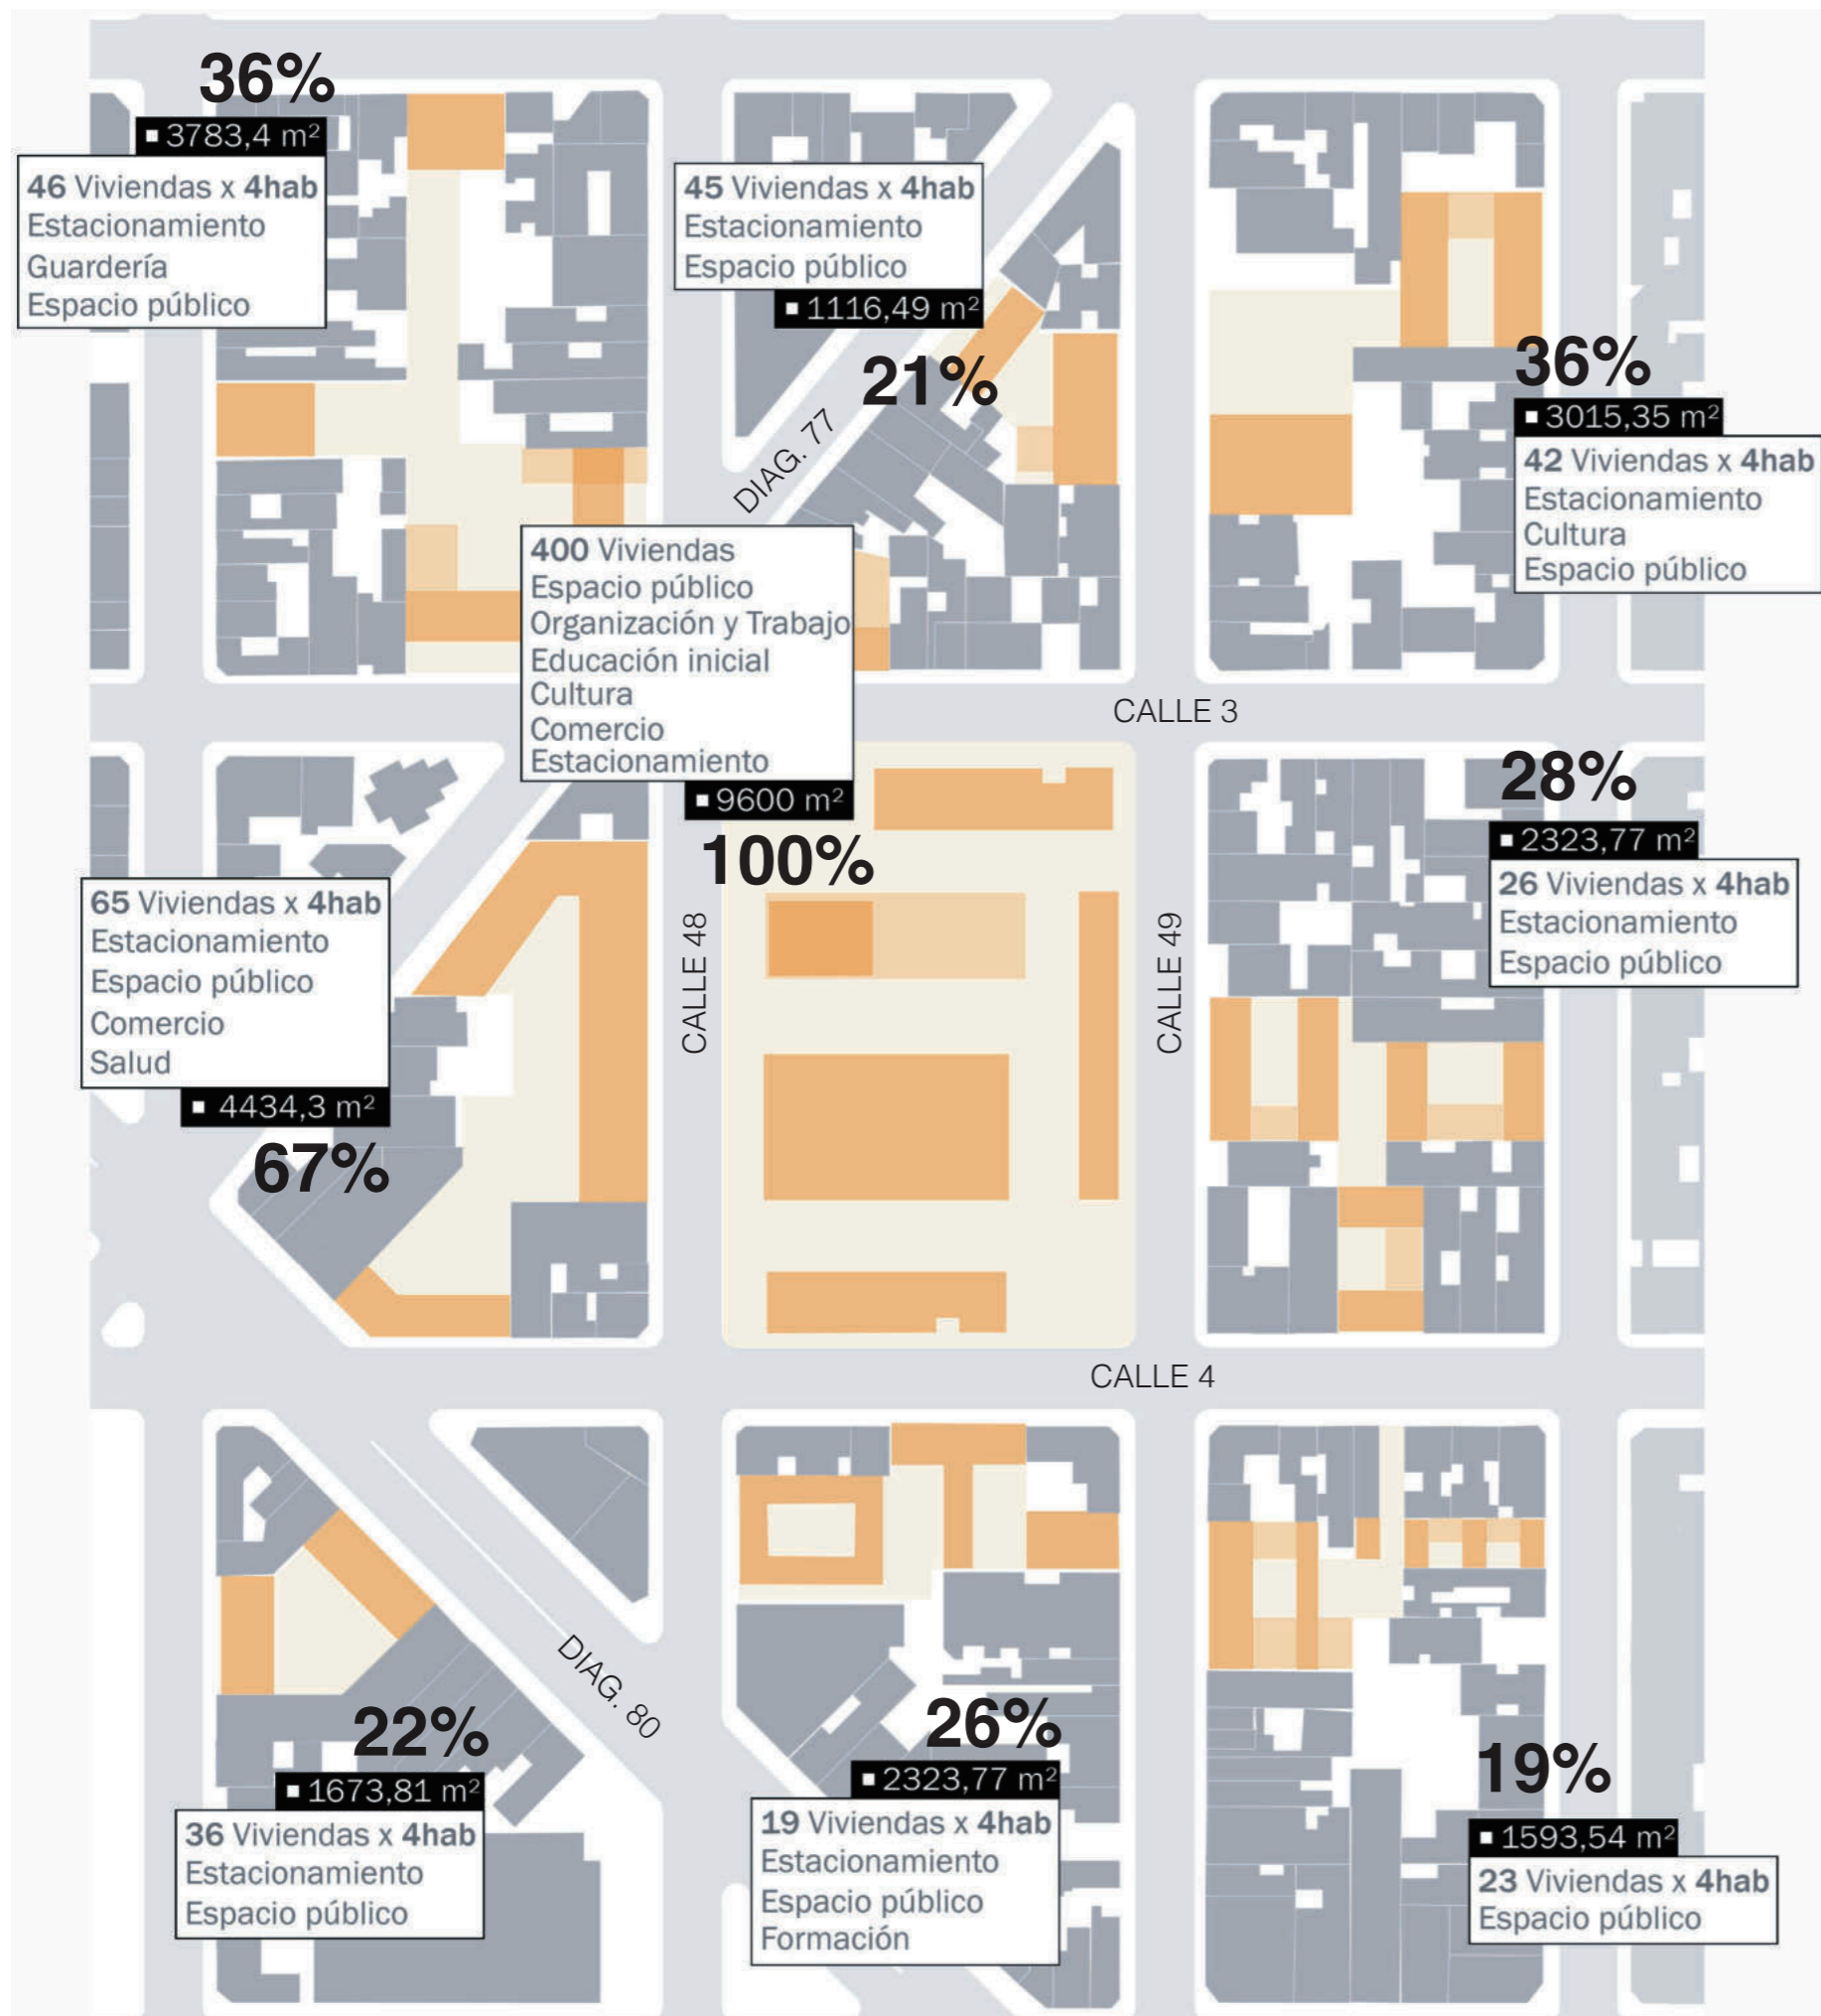 36%
3783,4 m²
46 Viviendas x 4hab
Estacionamiento
Guardería
Espacio público
45 Viviendas x 4hab
Estacionamiento
Espacio público
1116,49 m²
21%
DIAG. 77
36%
3015,35 m²
42 Viviendas x 4hab
Estacionamiento
Cultura
Espacio público
400 Viviendas
Espacio público
Organización y Trabajo
Educación inicial
Cultura
Comercio
Estacionamiento
9600 m²
100%
CALLE 3
28%
2323,77 m²
26 Viviendas x 4hab
Estacionamiento
Espacio público
65 Viviendas x 4hab
Estacionamiento
Espacio público
Comercio
Salud
4434,3 m²
67%
CALLE 48
CALLE 49
CALLE 4
DIAG. 80
22%
1673,81 m²
36 Viviendas x 4hab
Estacionamiento
Espacio público
26%
2323,77 m²
19 Viviendas x 4hab
Estacionamiento
Espacio público
Formación
19%
1593,54 m²
23 Viviendas x 4hab
Espacio público